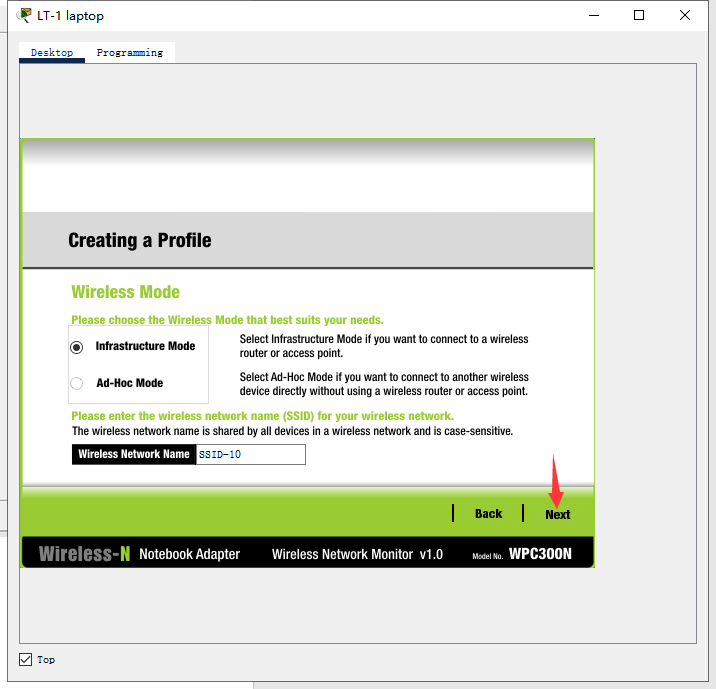 LT-1 laptop
Desktop Programming
Creating a Profile
Wireless Mode
Please choose the Wireless Mode that best suits your needs.
Infrastructure Mode
Select Infrastructure Mode if you want to connect to a wireless
router or access point.
Ad-Hoc Mode
Select Ad-Hoc Mode if you want to connect to another wireless
device directly without using a wireless router or access point.
Please enter the wireless network name (SSID) for your wireless network.
The wireless network name is shared by all devices in a wireless network and is case-sensitive.
Wireless Network Name SSID-10
Back Next
Wireless-N Notebook Adapter Wireless Network Monitor v1.0 Model No. WPC300N
Top